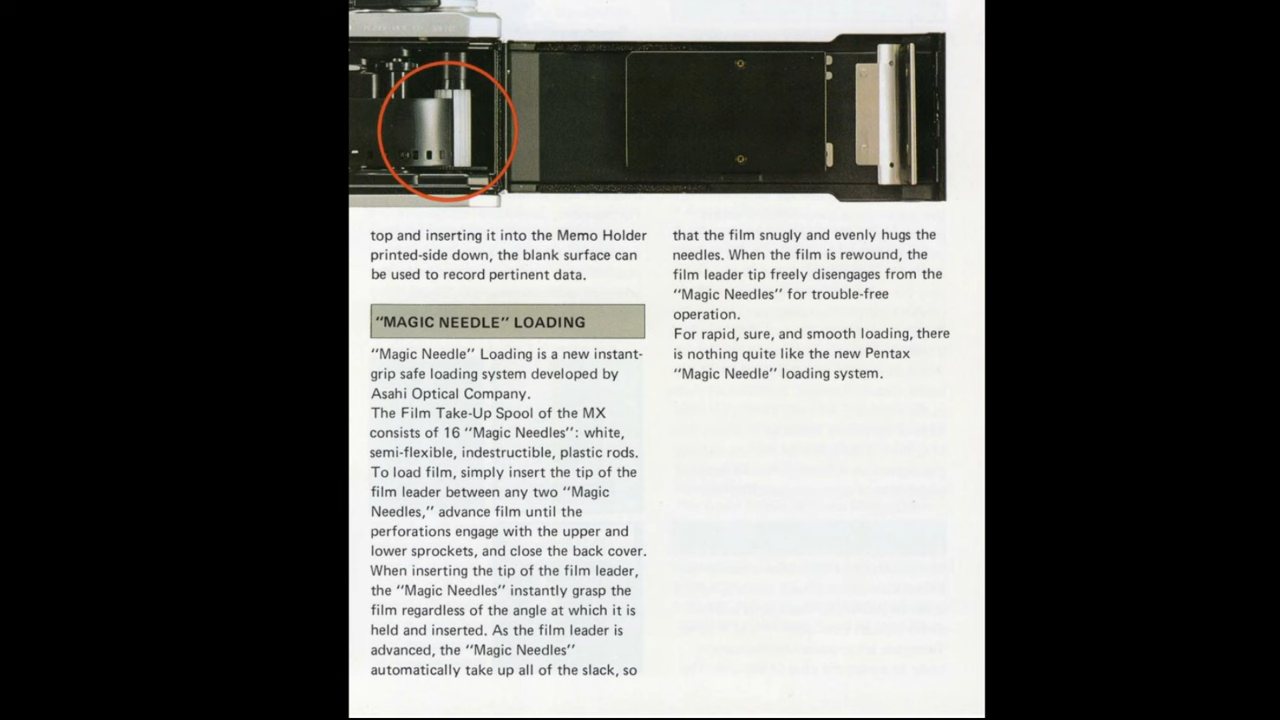 top and inserting it into the Memo Holder
printed-side down, the blank surface can
be used to record pertinent data.
"MAGIC NEEDLE" LOADING
"Magic Needle" Loading is a new instant-
grip safe loading system developed by
Asahi Optical Company.
The Film Take-Up Spool of the MX
consists of 16 "Magic Needles": white,
semi-flexible, indestructible, plastic rods.
To load film, simply insert the tip of the
film leader between any two "Magic
Needles," advance film until the
perforations engage with the upper and
lower sprockets, and close the back cover.
When inserting the tip of the film leader,
the "Magic Needles" instantly grasp the
film regardless of the angle at which it is
held and inserted. As the film leader is
advanced, the "Magic Needles"
automatically take up all of the slack, so
that the film snugly and evenly hugs the
needles. When the film is rewound, the
film leader tip freely disengages from the
"Magic Needles" for trouble-free
operation.
For rapid, sure, and smooth loading, there
is nothing quite like the new Pentax
"Magic Needle" loading system.